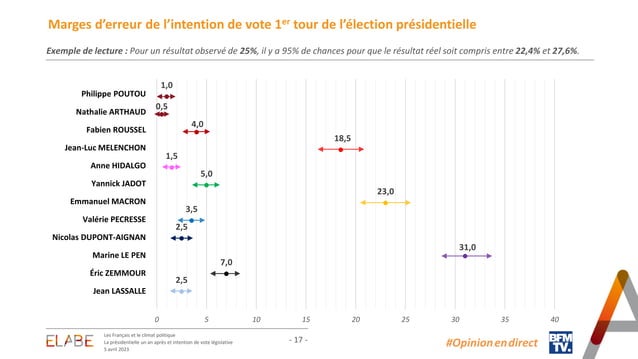 Marges d’erreur de l’intention de vote 1er tour de l’élection présidentielle
Exemple de lecture : Pour un résultat observé de 25%, il y a 95% de chances pour que le résultat réel soit compris entre 22,4% et 27,6%.
Philippe POUTOU 1,0
Nathalie ARTHAUD 0,5
Fabien ROUSSEL 4,0
Jean-Luc MELENCHON 18,5
Anne HIDALGO 1,5
Yannick JADOT 5,0
Emmanuel MACRON 23,0
Valérie PECRESSE 3,5
Nicolas DUPONT-AIGNAN 2,5
Marine LE PEN 31,0
Éric ZEMMOUR 7,0
Jean LASSALLE 2,5
0 5 10 15 20 25 30 35 40
ELABE
Les Français et le climat politique
La présidentielle un an après et intention de vote législative
5 avril 2023
- 17 -
#Opinion en direct
BFM
TV.